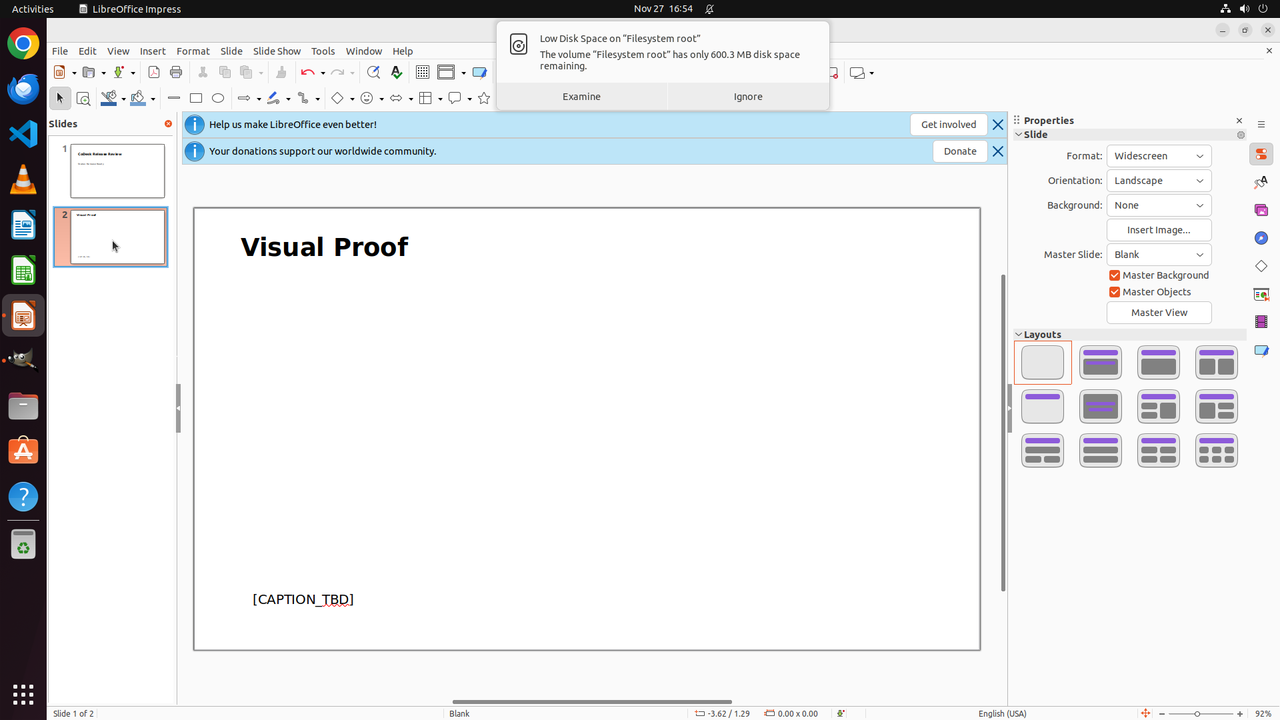 Activities
LibreOffice Impress
Nov 27 16:54
Low Disk Space on “Filesystem root”
The volume “Filesystem root” has only 600.3 MB disk space
remaining.
Examine
Ignore
File Edit View Insert Format Slide Slide Show Tools Window Help
Slides
Help us make LibreOffice even better!
Get involved
Your donations support our worldwide community.
Donate
1
2
Visual Proof
Visual Proof
[CAPTION_TBD]
Properties
Slide
Format: Widescreen
Orientation: Landscape
Background: None
Insert Image...
Master Slide: Blank
Master Background
Master Objects
Master View
Layouts
Slide 1 of 2
Blank
-3.62 / 1.29
0.00 x 0.00
English (USA)
92%